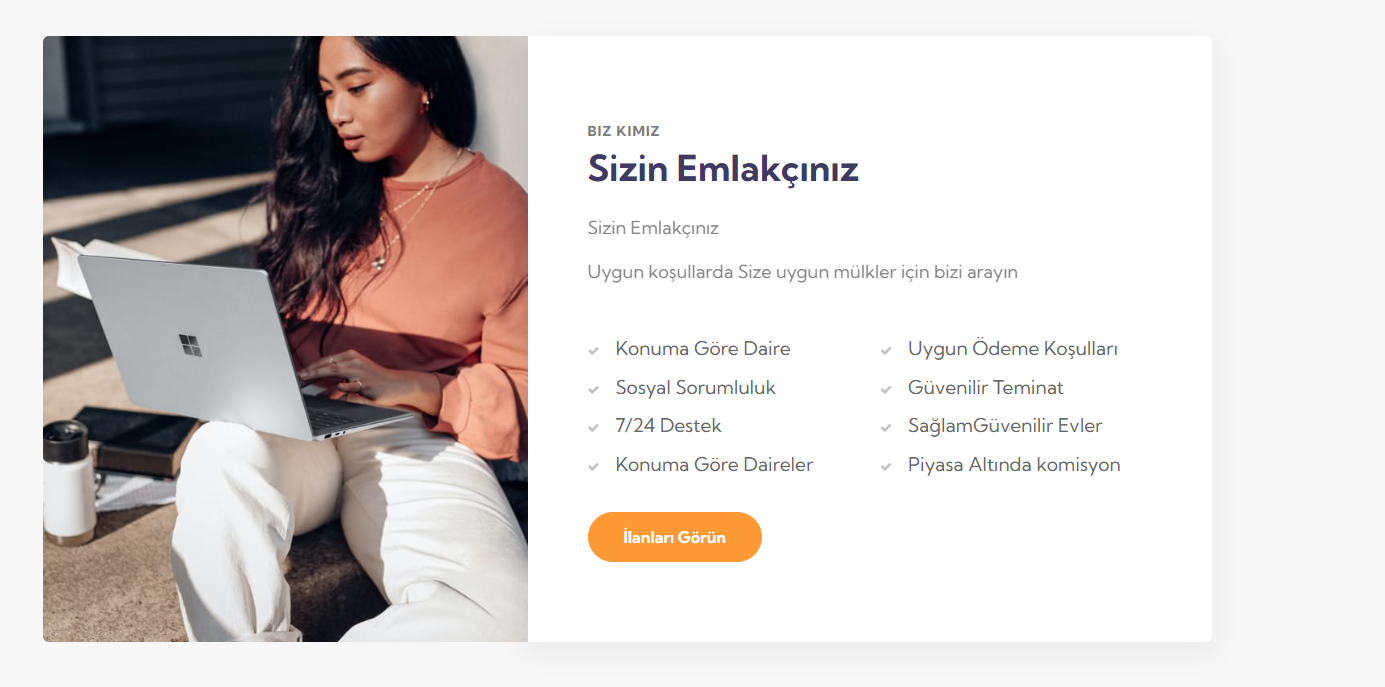 BIZ KIMIZ
Sizin Emlakçınız
Sizin Emlakçınız
Uygun koşullarda Size uygun mülkler için bizi arayın
Konuma Göre Daire
Uygun Ödeme Koşulları
Sosyal Sorumluluk
Güvenilir Teminat
7/24 Destek
SağlamGüvenilir Evler
Konuma Göre Daireler
Piyasa Altında komisyon
İlanları Görün